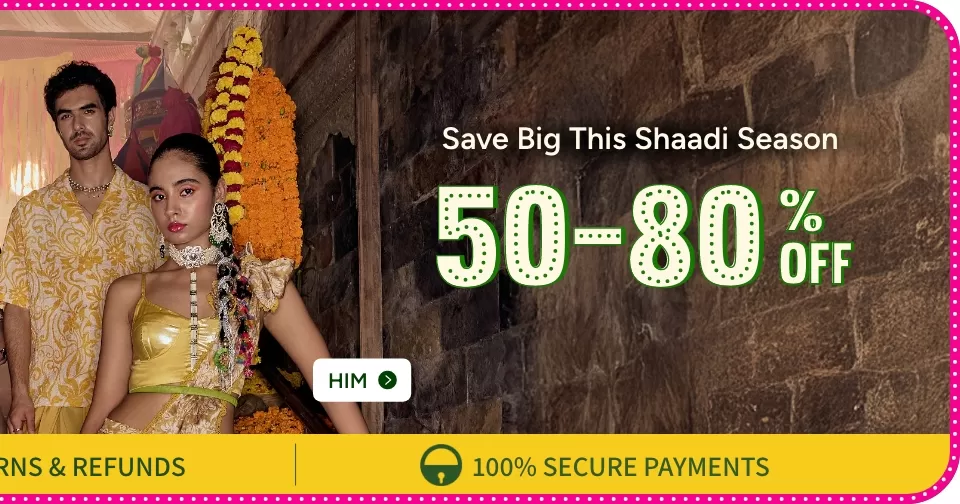 Save Big This Shaadi Season
50-80% OFF
HIM
RNS & REFUNDS
100% SECURE PAYMENTS